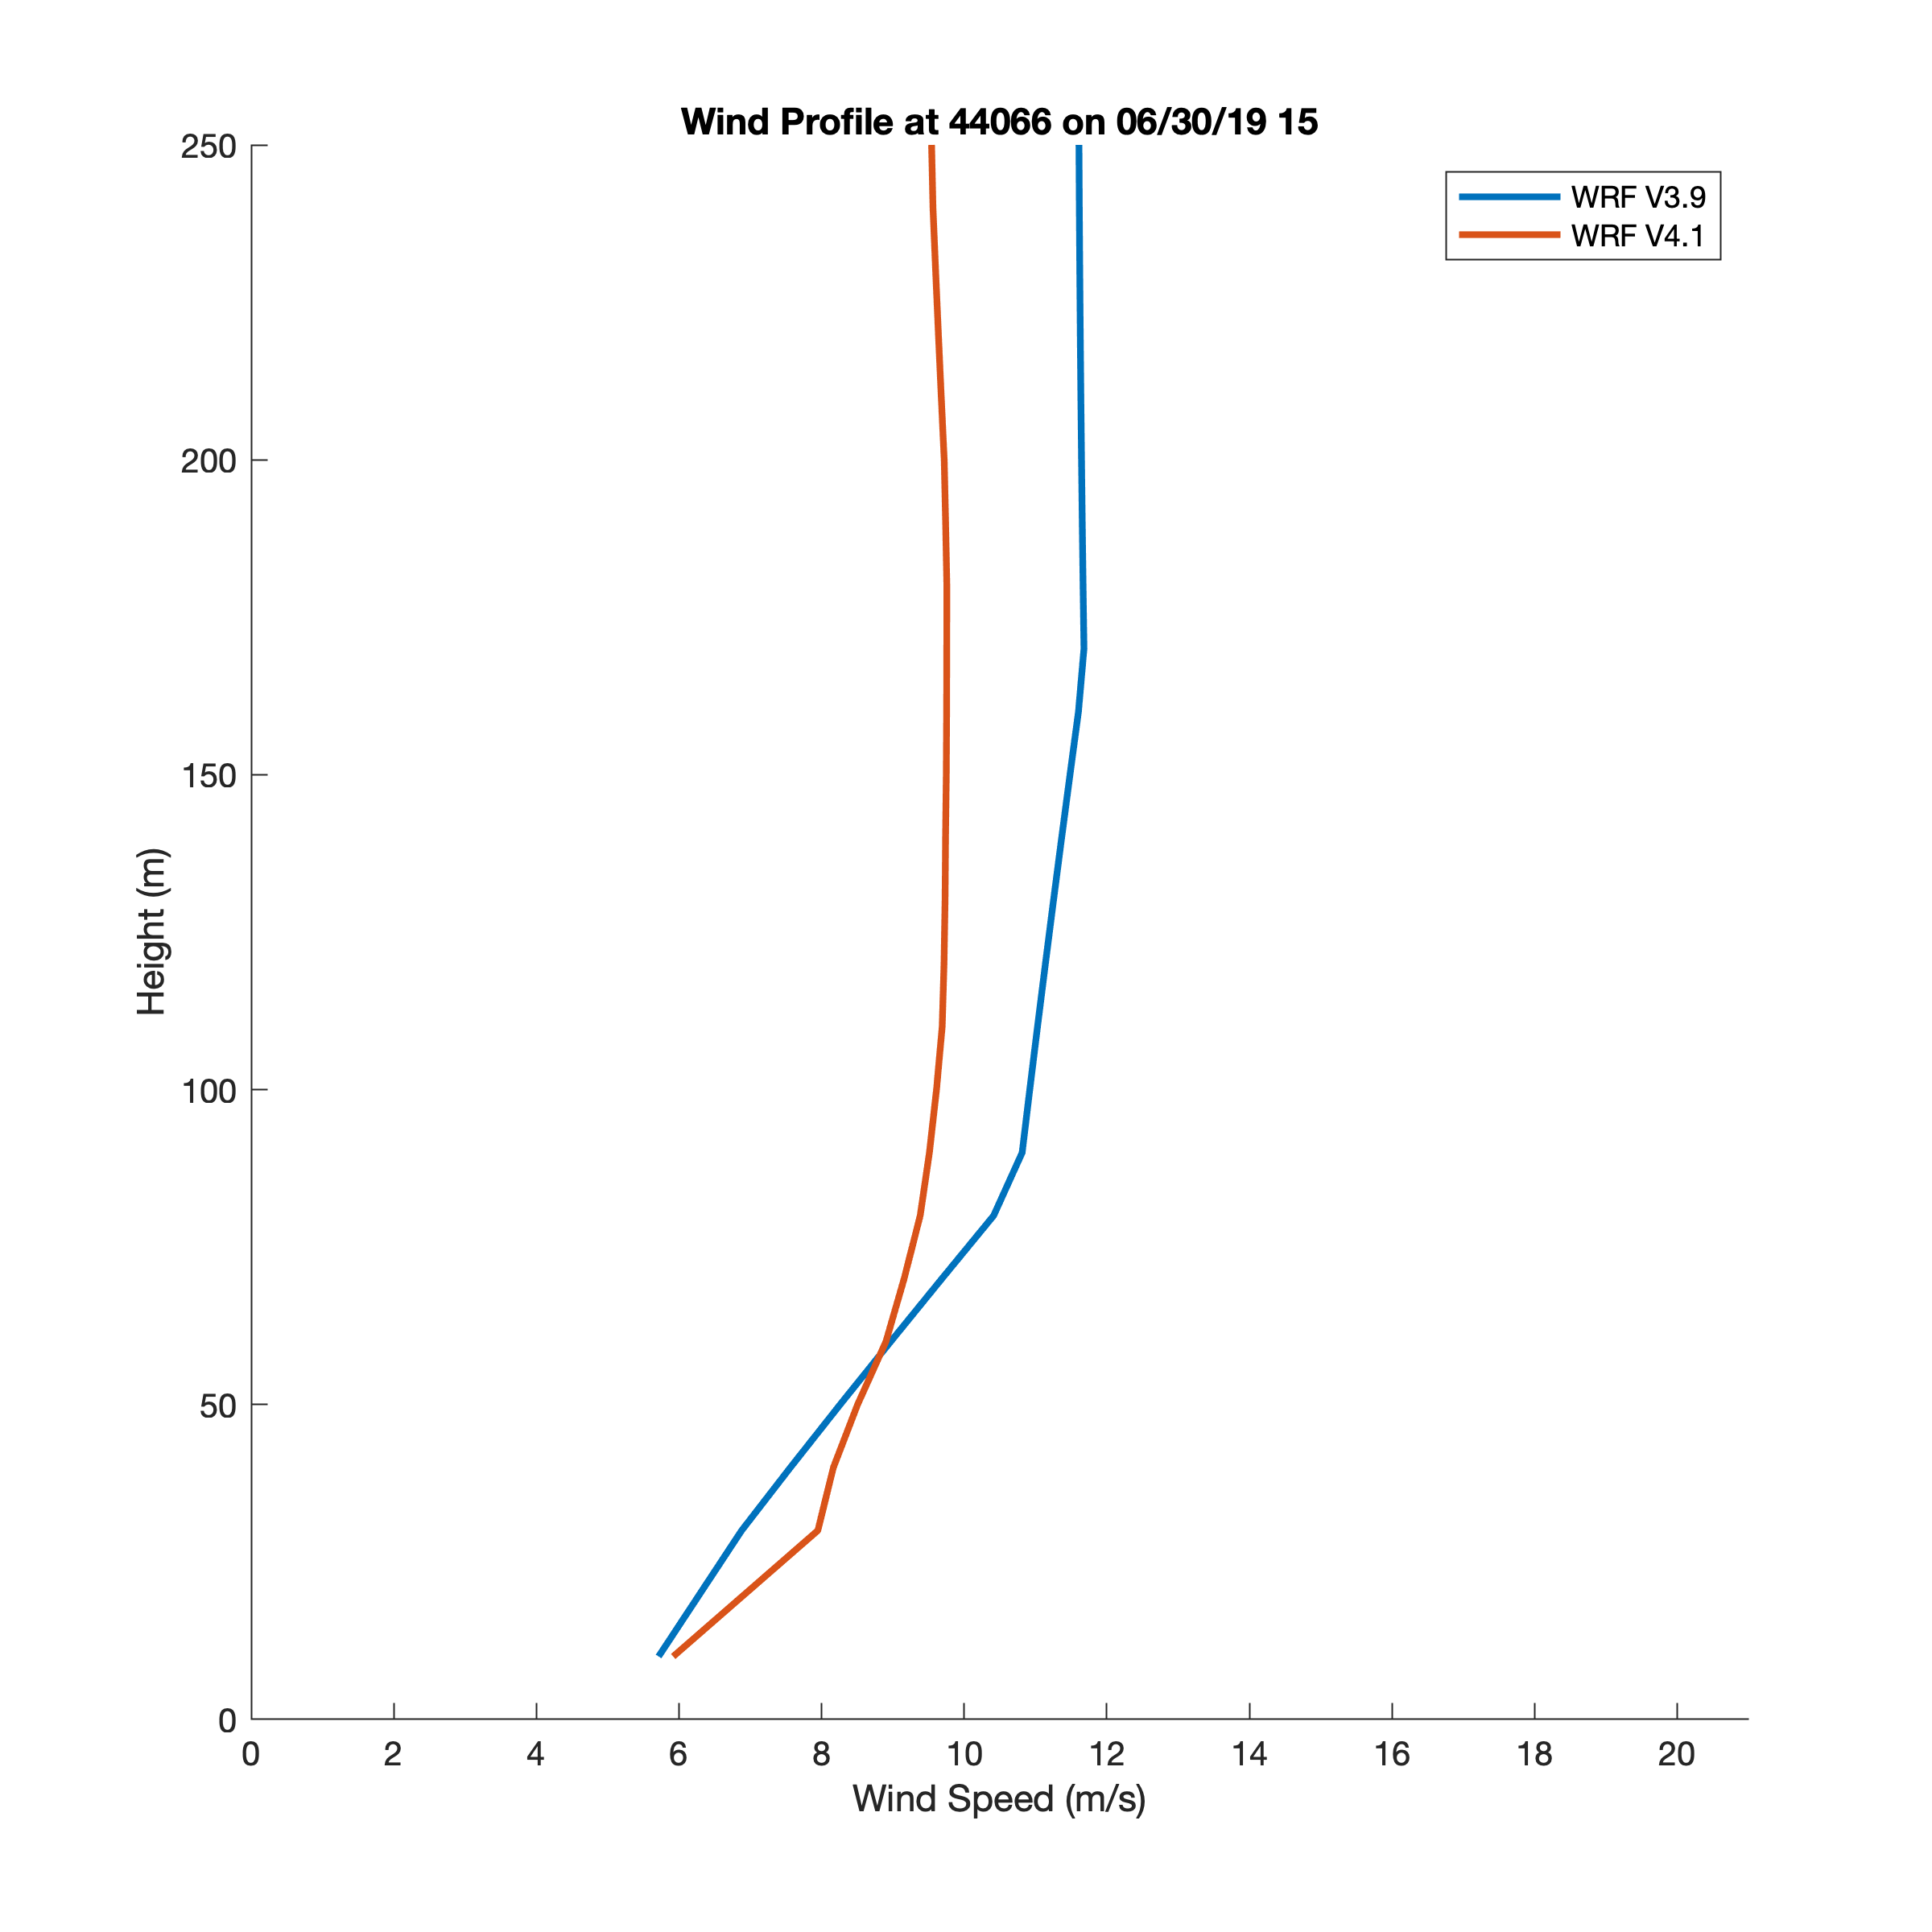 Wind Profile at 44066 on 06/30/19 15
WRF V3.9
WRF V4.1
250
200
150
100
50
0
Height (m)
0 2 4 6 8 10 12 14 16 18 20
Wind Speed (m/s)